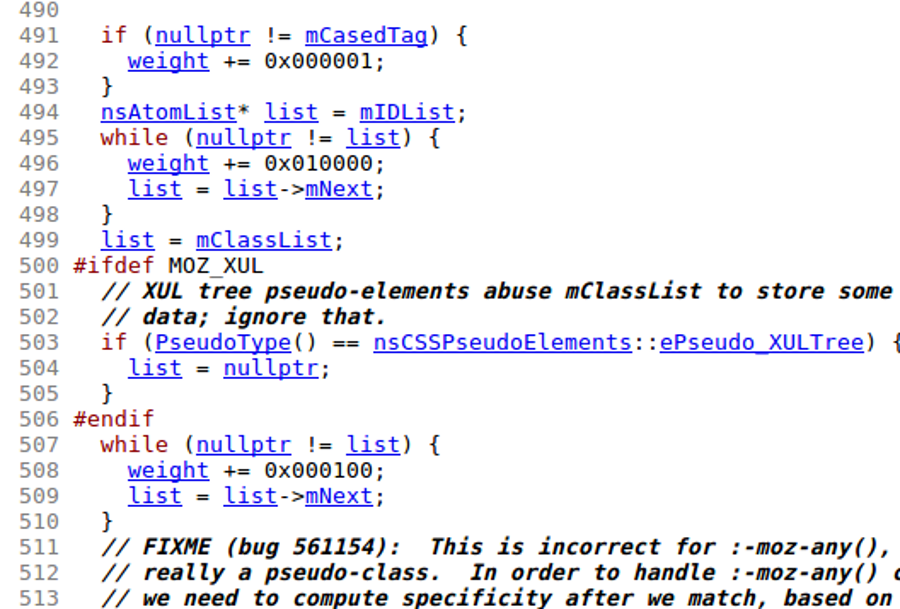 490
491   if (nullptr != mCasedTag) {
492     weight += 0x000001;
493   }
494   nsAtomList* list = mIDList;
495   while (nullptr != list) {
496     weight += 0x010000;
497     list = list->mNext;
498   }
499   list = mClassList;
500 #ifdef MOZ_XUL
501   // XUL tree pseudo-elements abuse mClassList to store some
502   // data; ignore that.
503   if (PseudoType() == nsCSSPseudoElements::ePseudo_XULTree) {
504     list = nullptr;
505   }
506 #endif
507   while (nullptr != list) {
508     weight += 0x000100;
509     list = list->mNext;
510   }
511   // FIXME (bug 561154):  This is incorrect for :-moz-any(),
512   // really a pseudo-class.  In order to handle :-moz-any()
513   // we need to compute specificity after we match, based on